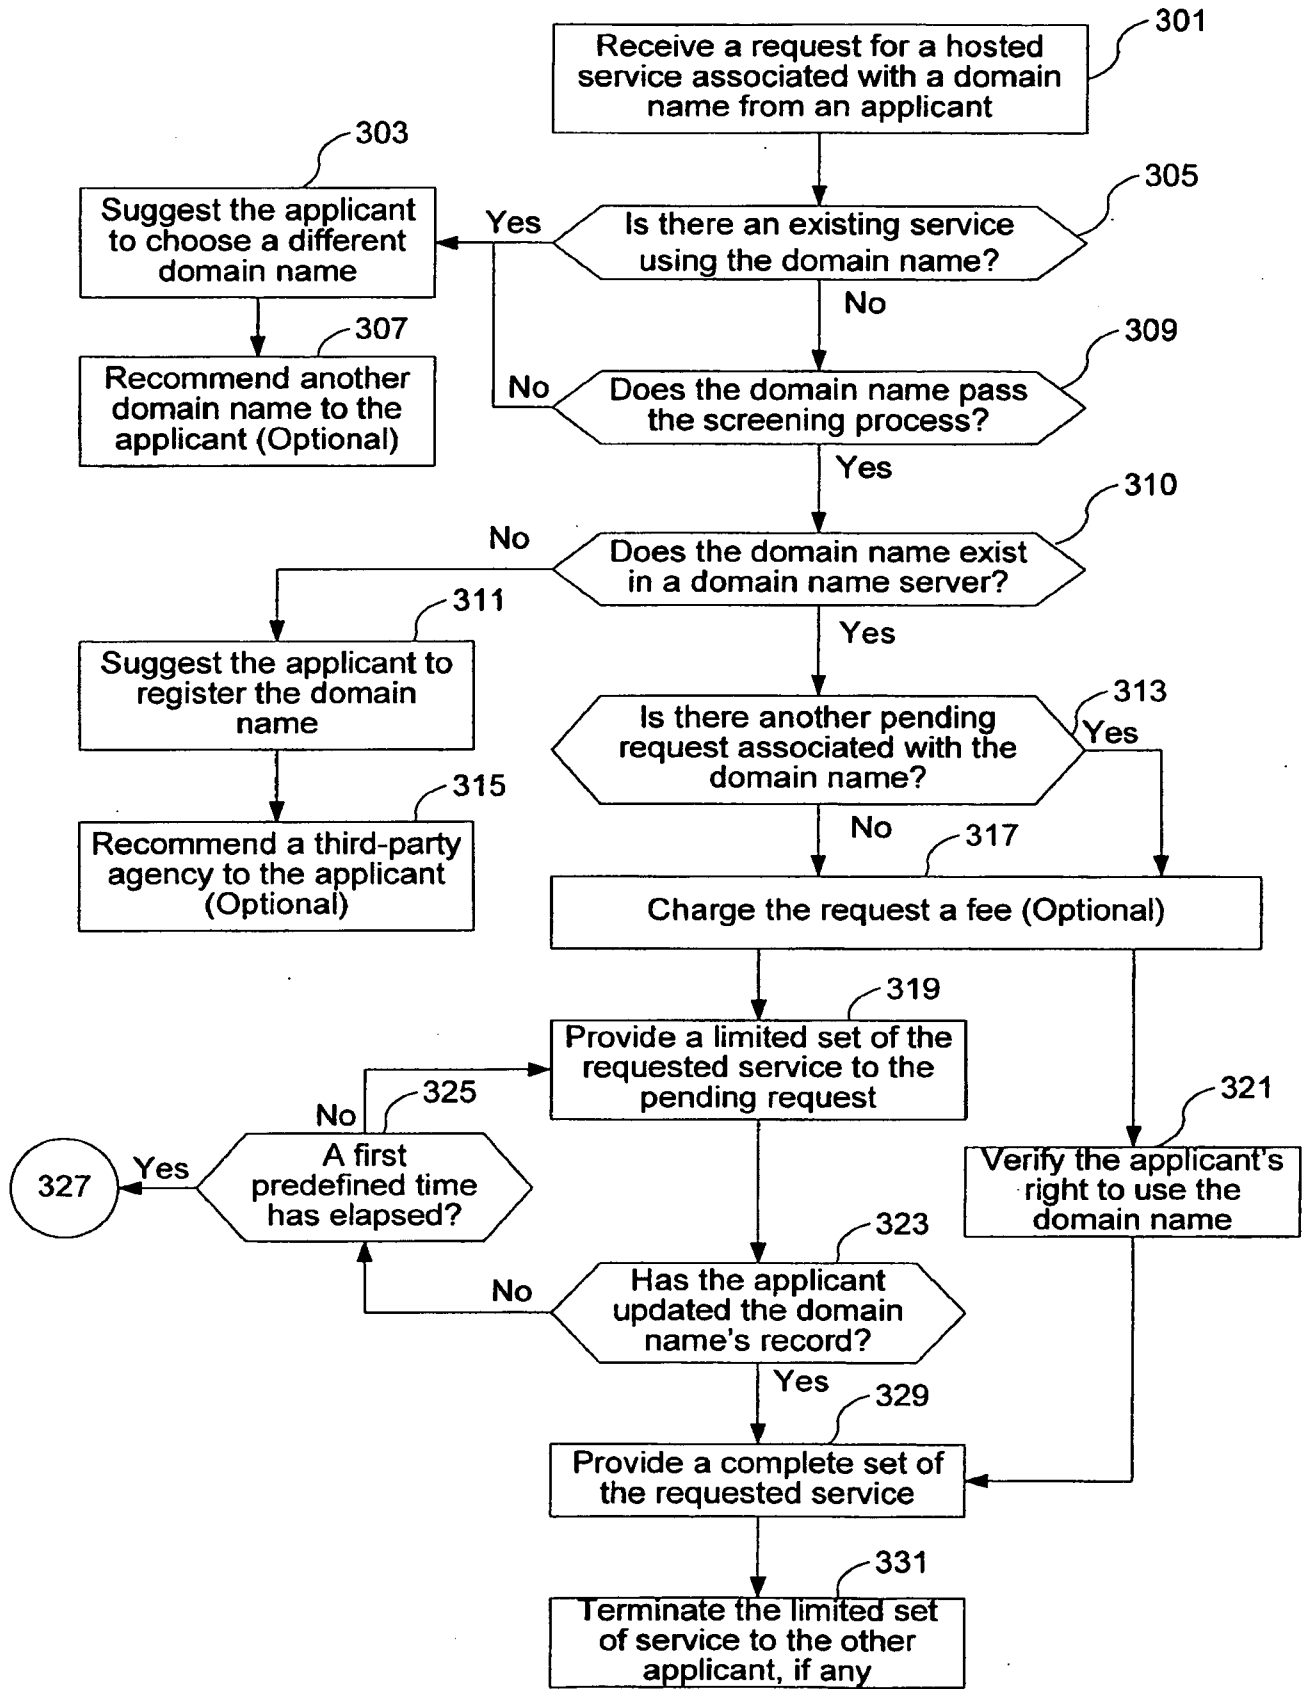 301
Receive a request for a hosted
service associated with a domain
name from an applicant
303
Suggest the applicant
to choose a different
domain name
Yes
305
Is there an existing service
using the domain name?
No
307
Recommend another
domain name to the
applicant (Optional)
No
309
Does the domain name pass
the screening process?
Yes
310
No
Does the domain name exist
in a domain name server?
Yes
311
Suggest the applicant to
register the domain
name
313
Is there another pending
request associated with the
domain name?
Yes
No
315
Recommend a third-party
agency to the applicant
(Optional)
317
Charge the request a fee (Optional)
319
Provide a limited set of the
requested service to the
pending request
321
Verify the applicant's
right to use the
domain name
325
No
A first
predefined time
has elapsed?
Yes
327
323
No
Has the applicant
updated the domain
name's record?
Yes
329
Provide a complete set of
the requested service
331
Terminate the limited set
of service to the other
applicant, if any